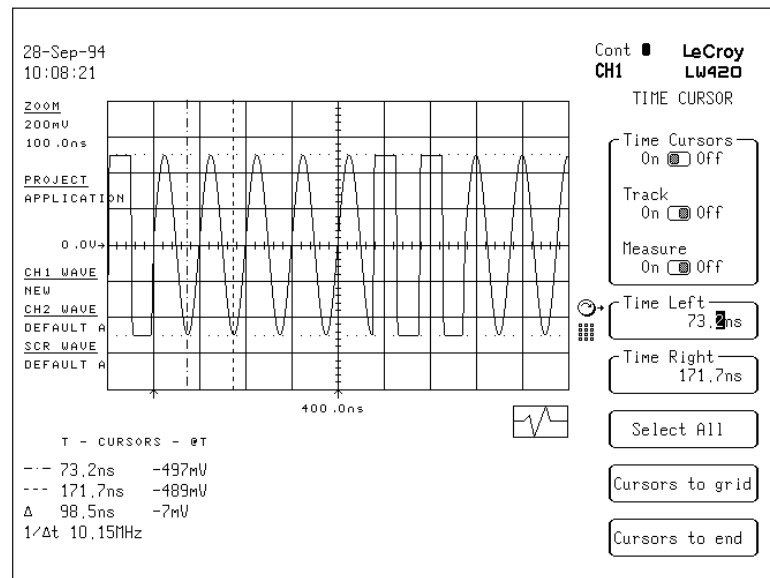 28-Sep-94
10:08:21
Cont
LeCroy
CH1
LW420
TIME CURSOR
ZOOM
200mV
100.0ns
PROJECT
APPLICATION
0.0V
CH1 WAVE
NEW
CH2 WAVE
DEFAULT A
SCR WAVE
DEFAULT A
400.0ns
Time Cursors
On Off
Track
On Off
Measure
On Off
Time Left
73.2ns
Time Right
171.7ns
Select All
Cursors to grid
Cursors to end
T - CURSORS - @T
73.2ns -497mV
171.7ns -489mV
Δ 98.5ns -7mV
1/Δt 10.15MHz